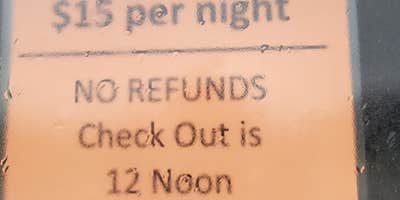 $15 per night
NO REFUNDS
Check Out is
12 Noon